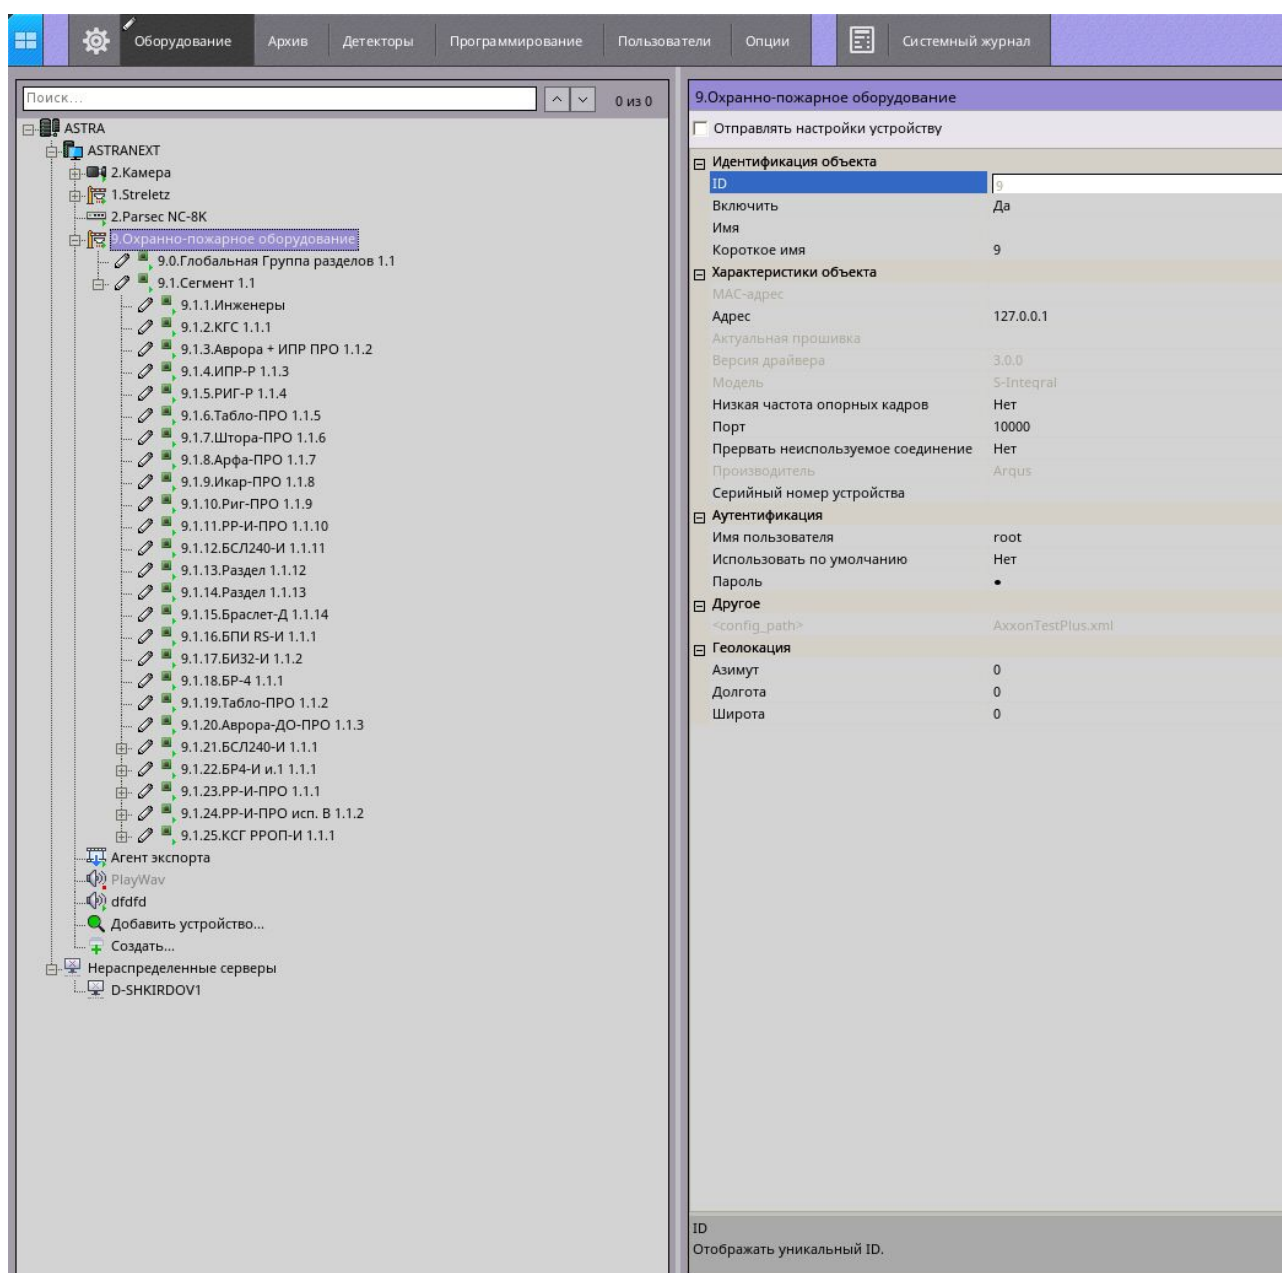 Оборудование
Архив
Детекторы
Программирование
Пользователи
Опции
Системный журнал
Поиск...
0 из 0
ASTRA
ASTRANEXT
2.Камера
1.Streletz
2.Parsec NC-8K
9.Охранно-пожарное оборудование
9.0.Глобальная Группа разделов 1.1
9.1.Сегмент 1.1
9.1.1.Инженеры
9.1.2.КГС 1.1.1
9.1.3.Аврора + ИПР ПРО 1.1.2
9.1.4.ИПР-Р 1.1.3
9.1.5.РИГ-Р 1.1.4
9.1.6.Табло-ПРО 1.1.5
9.1.7.Штора-ПРО 1.1.6
9.1.8.Арфа-ПРО 1.1.7
9.1.9.Икар-ПРО 1.1.8
9.1.10.Риг-ПРО 1.1.9
9.1.11.РР-И-ПРО 1.1.10
9.1.12.БСЛ240-И 1.1.11
9.1.13.Раздел 1.1.12
9.1.14.Раздел 1.1.13
9.1.15.Браслет-Д 1.1.14
9.1.16.БПИ RS-И 1.1.1
9.1.17.БИ32-И 1.1.2
9.1.18.БР-4 1.1.1
9.1.19.Табло-ПРО 1.1.2
9.1.20.Аврора-ДО-ПРО 1.1.3
9.1.21.БСЛ240-И 1.1.1
9.1.22.БР4-И и.1 1.1.1
9.1.23.РР-И-ПРО 1.1.1
9.1.24.РР-И-ПРО исп. В 1.1.2
9.1.25.КСГ РРОП-И 1.1.1
Агент экспорта
PlayWav
dfdfd
Добавить устройство...
Создать...
Нераспределенные серверы
D-SHKIRDOV1
9.Охранно-пожарное оборудование
Отправлять настройки устройству
Идентификация объекта
ID 9
Включить Да
Имя
Короткое имя 9
Характеристики объекта
MAC-адрес
Адрес 127.0.0.1
Актуальная прошивка
Версия драйвера 3.0.0
Модель S-Integral
Низкая частота опорных кадров Нет
Порт 10000
Прервать неиспользуемое соединение Нет
Производитель Argus
Серийный номер устройства
Аутентификация
Имя пользователя root
Использовать по умолчанию Нет
Пароль •
Другое
<config_path> AxxonTestPlus.xml
Геолокация
Азимут 0
Долгота 0
Широта 0
ID
Отображать уникальный ID.